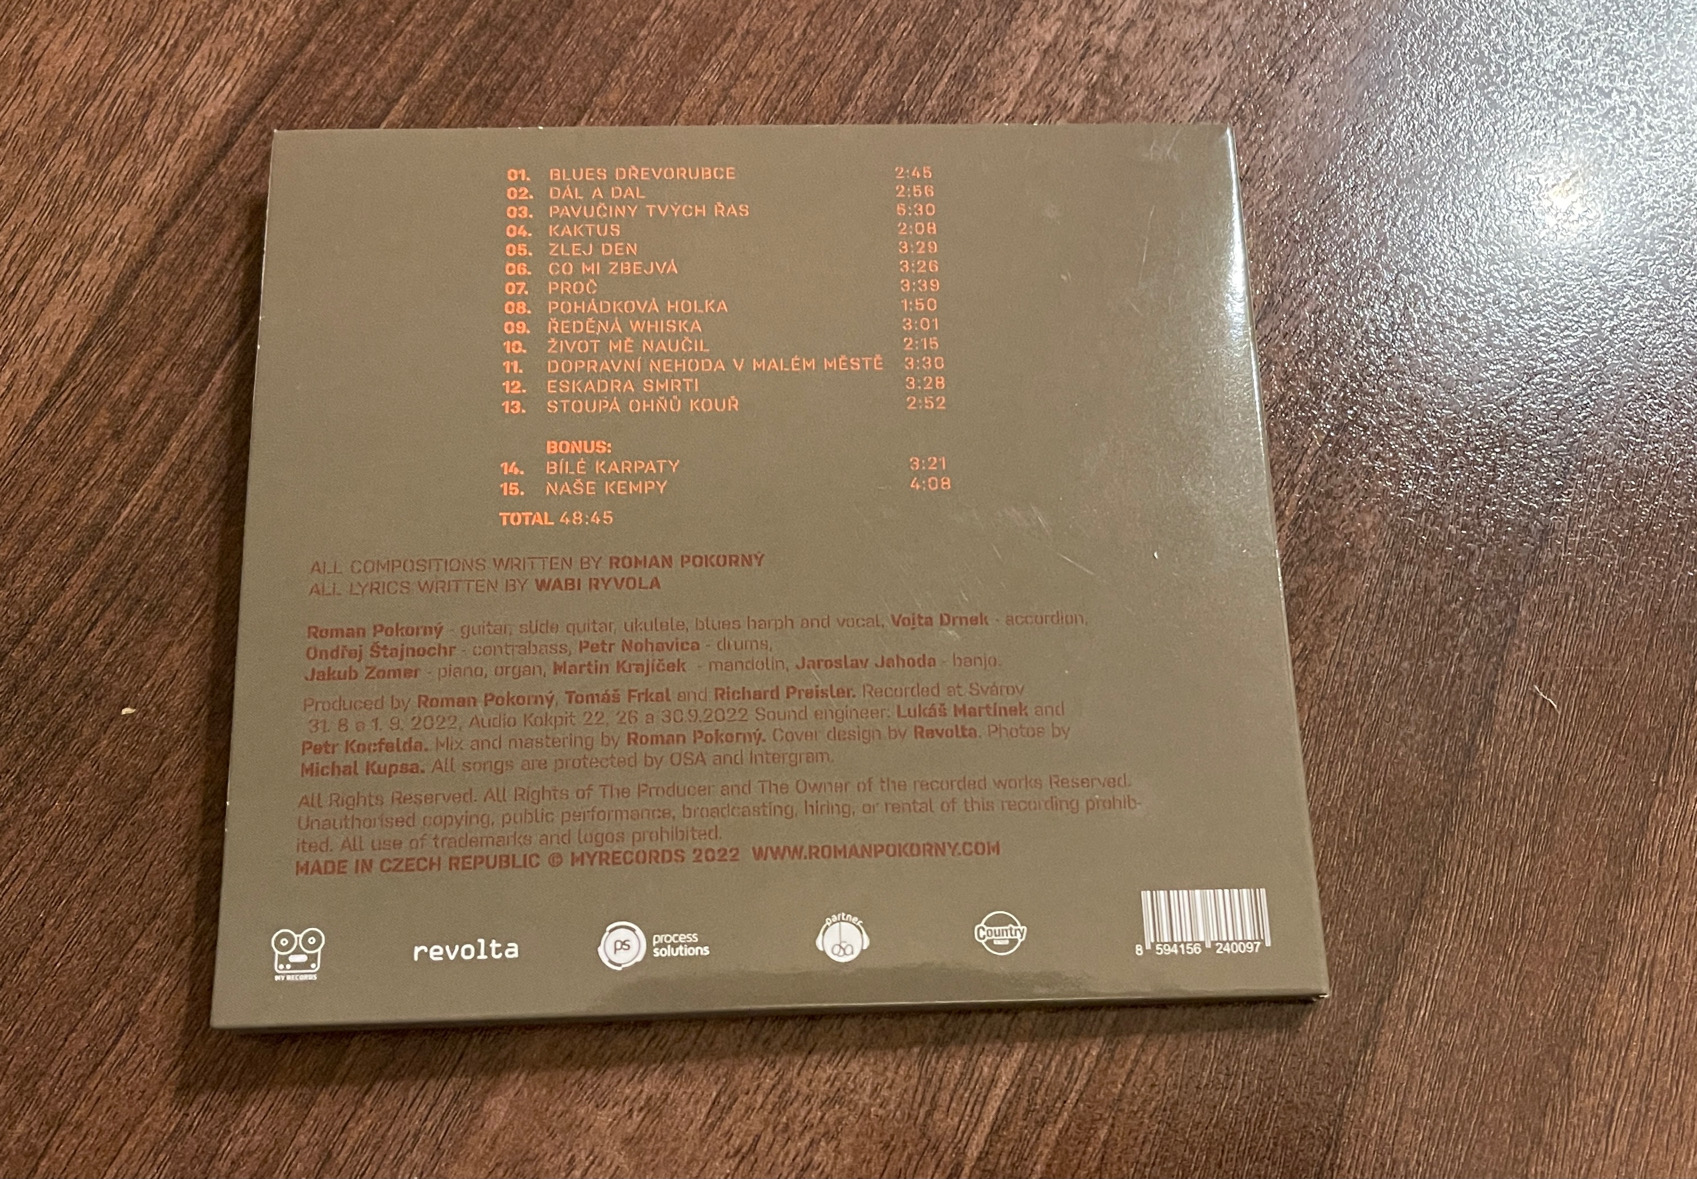 01. BLUES DŘEVORUBCE 2:45
02. DÁL A DAL 2:56
03. PAVUČINY TVÝCH ŘAS 5:30
04. KAKTUS 2:08
05. ZLEJ DEN 3:29
06. CO MI ZBEJVÁ 3:26
07. PROČ 3:39
08. POHÁDKOVÁ HOLKA 1:50
09. ŘEDĚNÁ WHISKA 3:01
10. ŽIVOT MĚ NAUČIL 2:15
11. DOPRAVNÍ NEHODA V MALÉM MĚSTĚ 3:30
12. ESKADRA SMRTI 3:28
13. STOUPÁ OHŇŮ KOUŘ 2:52
BONUS:
14. BÍLÉ KARPATY 3:21
15. NAŠE KEMPY 4:08
TOTAL 48:45
ALL COMPOSITIONS WRITTEN BY ROMAN POKORNÝ
ALL LYRICS WRITTEN BY WABI RYVOLA
Roman Pokorný - guitar, slide guitar, ukulele, blues harph and vocal, Vojta Drnek - accordion,
Ondřej Štajnochr - contrabass, Petr Nohavica - drums,
Jakub Zomer - piano, organ, Martin Krajíček - mandolin, Jaroslav Jahoda - banjo.
Produced by Roman Pokorný, Tomáš Frkal and Richard Preisler. Recorded at Svárov
31. 8 a 1. 9. 2022, Audio Kokpit 22, 26 a 30.9.2022 Sound engineer: Lukáš Martinek and
Petr Kocfelda. Mix and mastering by Roman Pokorný. Cover design by Revolta. Photos by
Michal Kupsa. All songs are protected by OSA and Intergram.
All Rights Reserved. All Rights of The Producer and The Owner of the recorded works Reserved.
Unauthorised copying, public performance, broadcasting, hiring, or rental of this recording prohib-
ited. All use of trademarks and logos prohibited.
MADE IN CZECH REPUBLIC © MYRECORDS 2022 WWW.ROMANPOKORNY.COM
MY RECORDS
revolta
ps process
solutions
partner
osa
Country
8 594156 240097